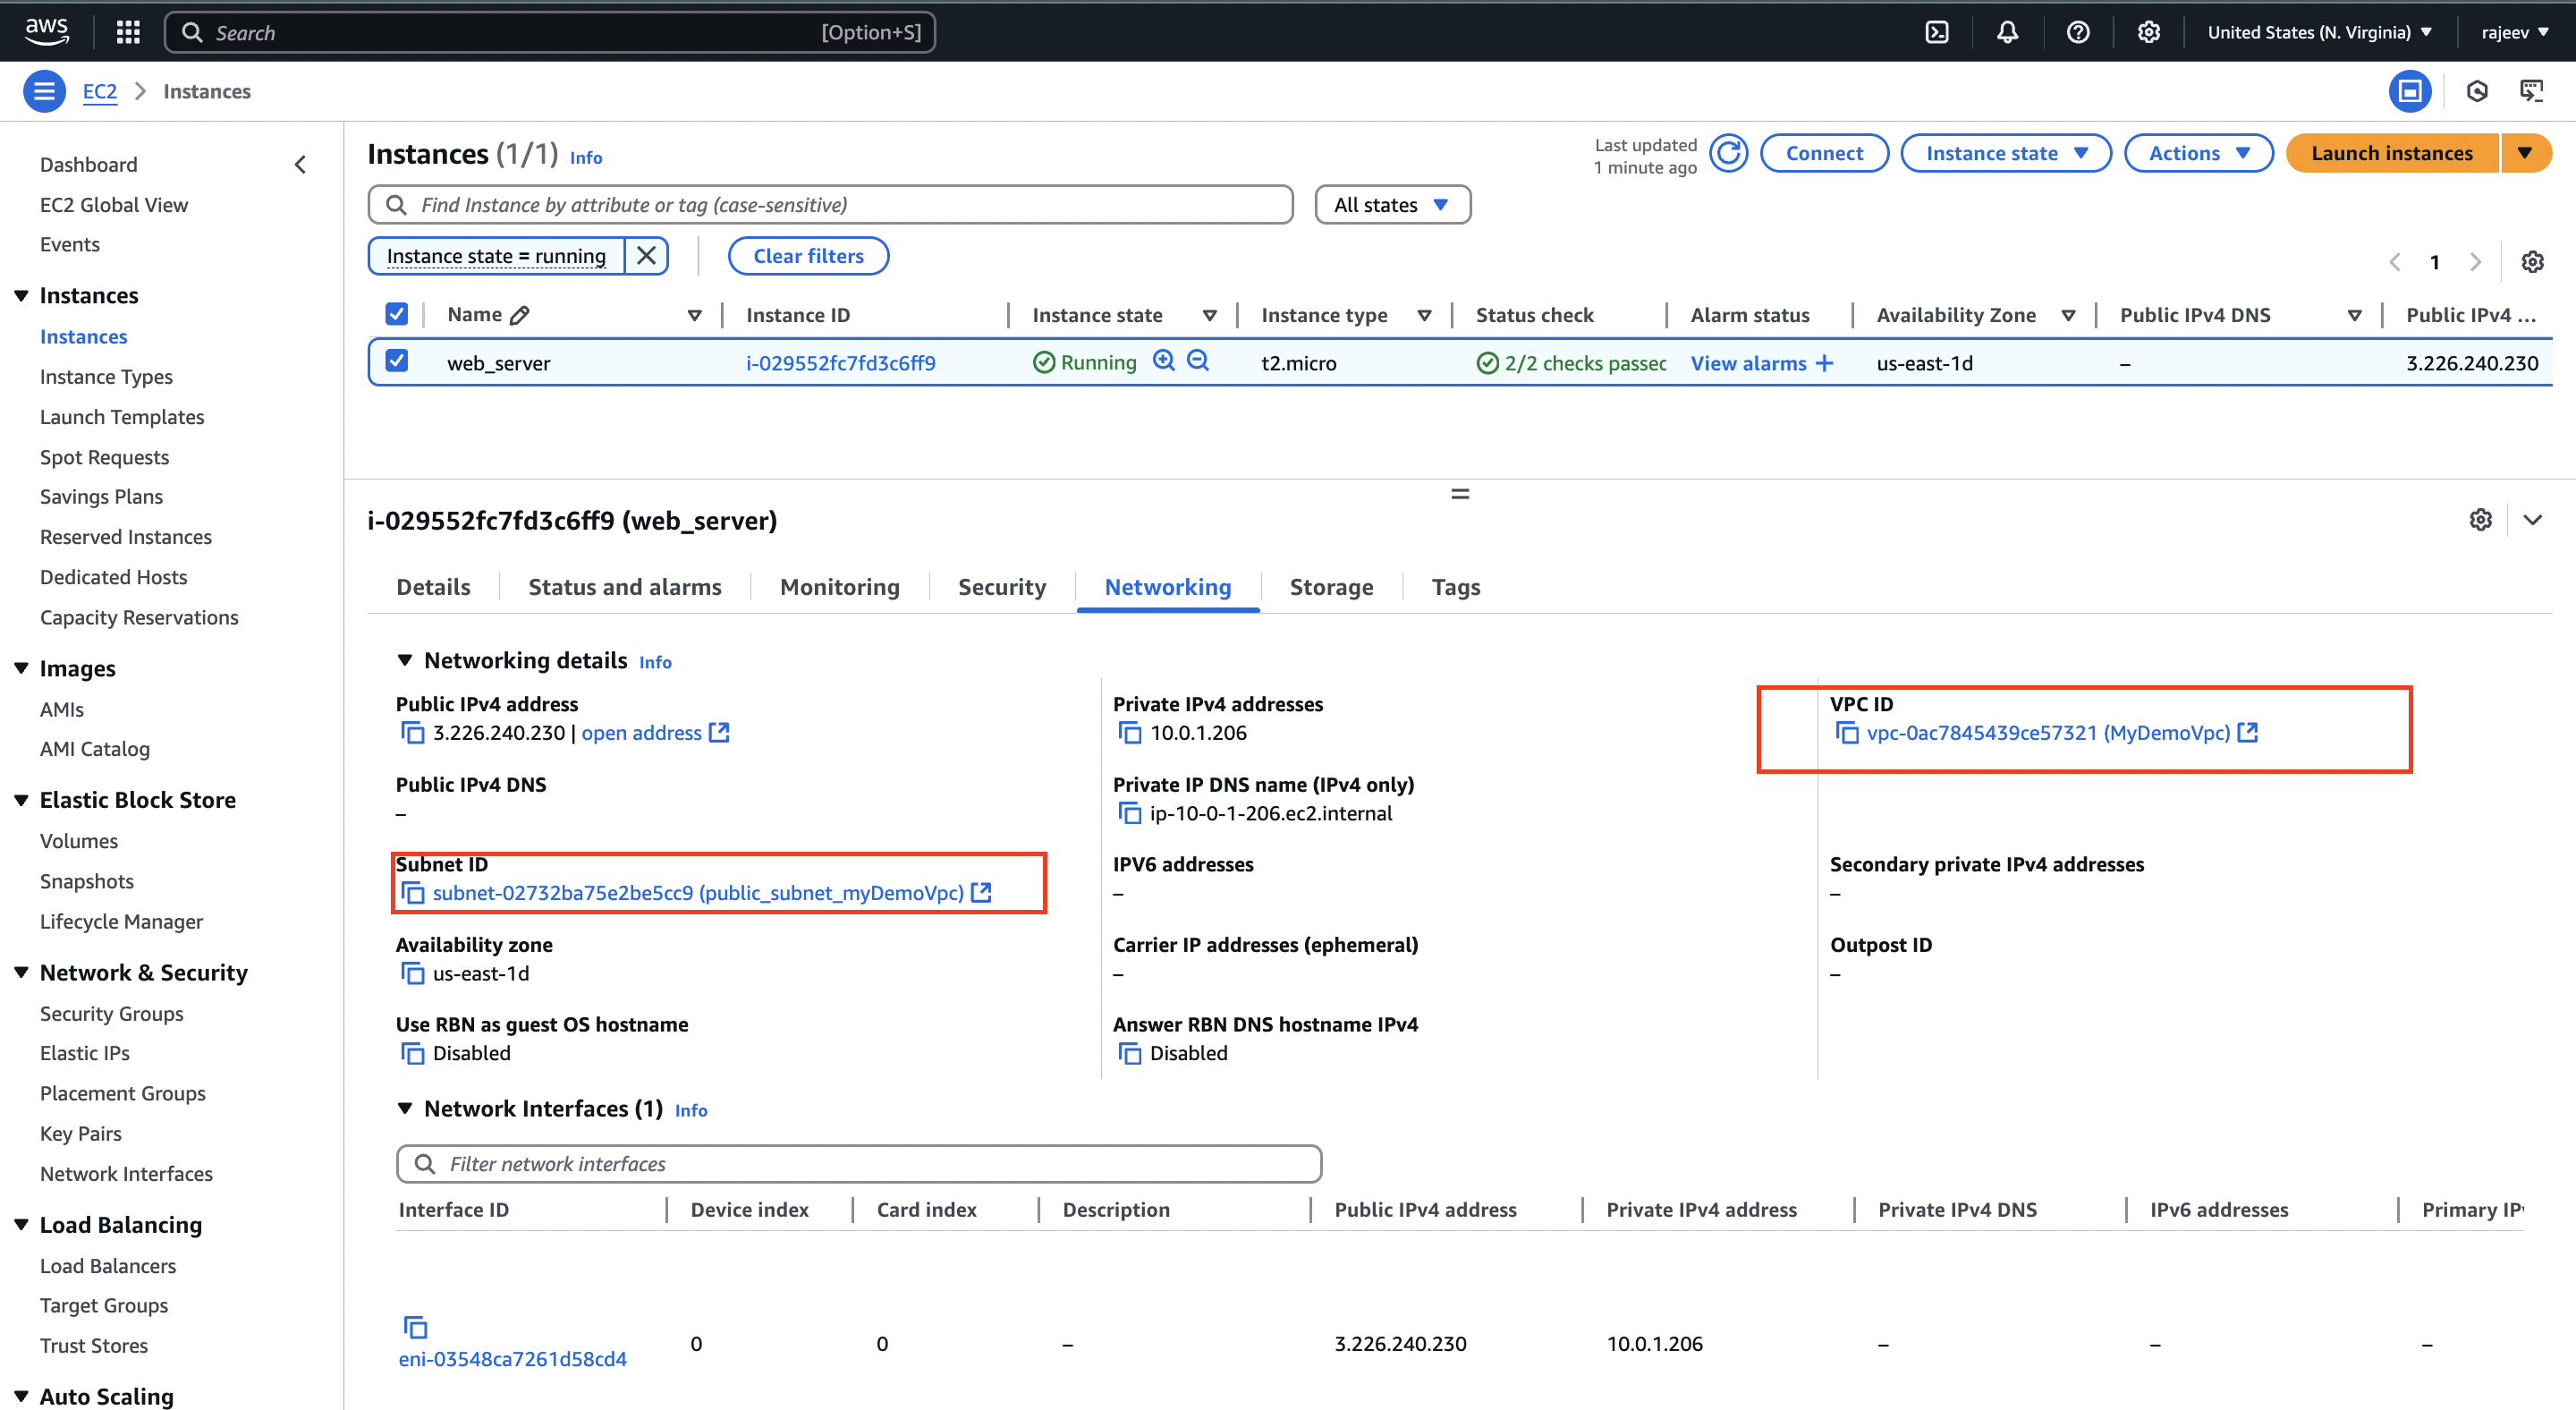 aws
Search [Option+S]
United States (N. Virginia)
rajeev
EC2 > Instances
Dashboard
EC2 Global View
Events
Instances
Instances
Instance Types
Launch Templates
Spot Requests
Savings Plans
Reserved Instances
Dedicated Hosts
Capacity Reservations
Images
AMIs
AMI Catalog
Elastic Block Store
Volumes
Snapshots
Lifecycle Manager
Network & Security
Security Groups
Elastic IPs
Placement Groups
Key Pairs
Network Interfaces
Load Balancing
Load Balancers
Target Groups
Trust Stores
Auto Scaling
Instances (1/1) Info
Last updated
1 minute ago
Connect
Instance state
Actions
Launch instances
Find Instance by attribute or tag (case-sensitive)
All states
Instance state = running
Clear filters
1
Name Instance ID Instance state Instance type Status check Alarm status Availability Zone Public IPv4 DNS Public IPv4 ...
web_server i-029552fc7fd3c6ff9 Running t2.micro 2/2 checks passec View alarms + us-east-1d – 3.226.240.230
i-029552fc7fd3c6ff9 (web_server)
Details Status and alarms Monitoring Security Networking Storage Tags
Networking details Info
Public IPv4 address
3.226.240.230 | open address
Private IPv4 addresses
10.0.1.206
VPC ID
vpc-0ac7845439ce57321 (MyDemoVpc)
Public IPv4 DNS
–
Private IP DNS name (IPv4 only)
ip-10-0-1-206.ec2.internal
Subnet ID
subnet-02732ba75e2be5cc9 (public_subnet_myDemoVpc)
IPV6 addresses
–
Secondary private IPv4 addresses
–
Availability zone
us-east-1d
Carrier IP addresses (ephemeral)
–
Outpost ID
–
Use RBN as guest OS hostname
Disabled
Answer RBN DNS hostname IPv4
Disabled
Network Interfaces (1) Info
Filter network interfaces
Interface ID Device index Card index Description Public IPv4 address Private IPv4 address Private IPv4 DNS IPv6 addresses Primary IP
eni-03548ca7261d58cd4 0 0 – 3.226.240.230 10.0.1.206 – – –